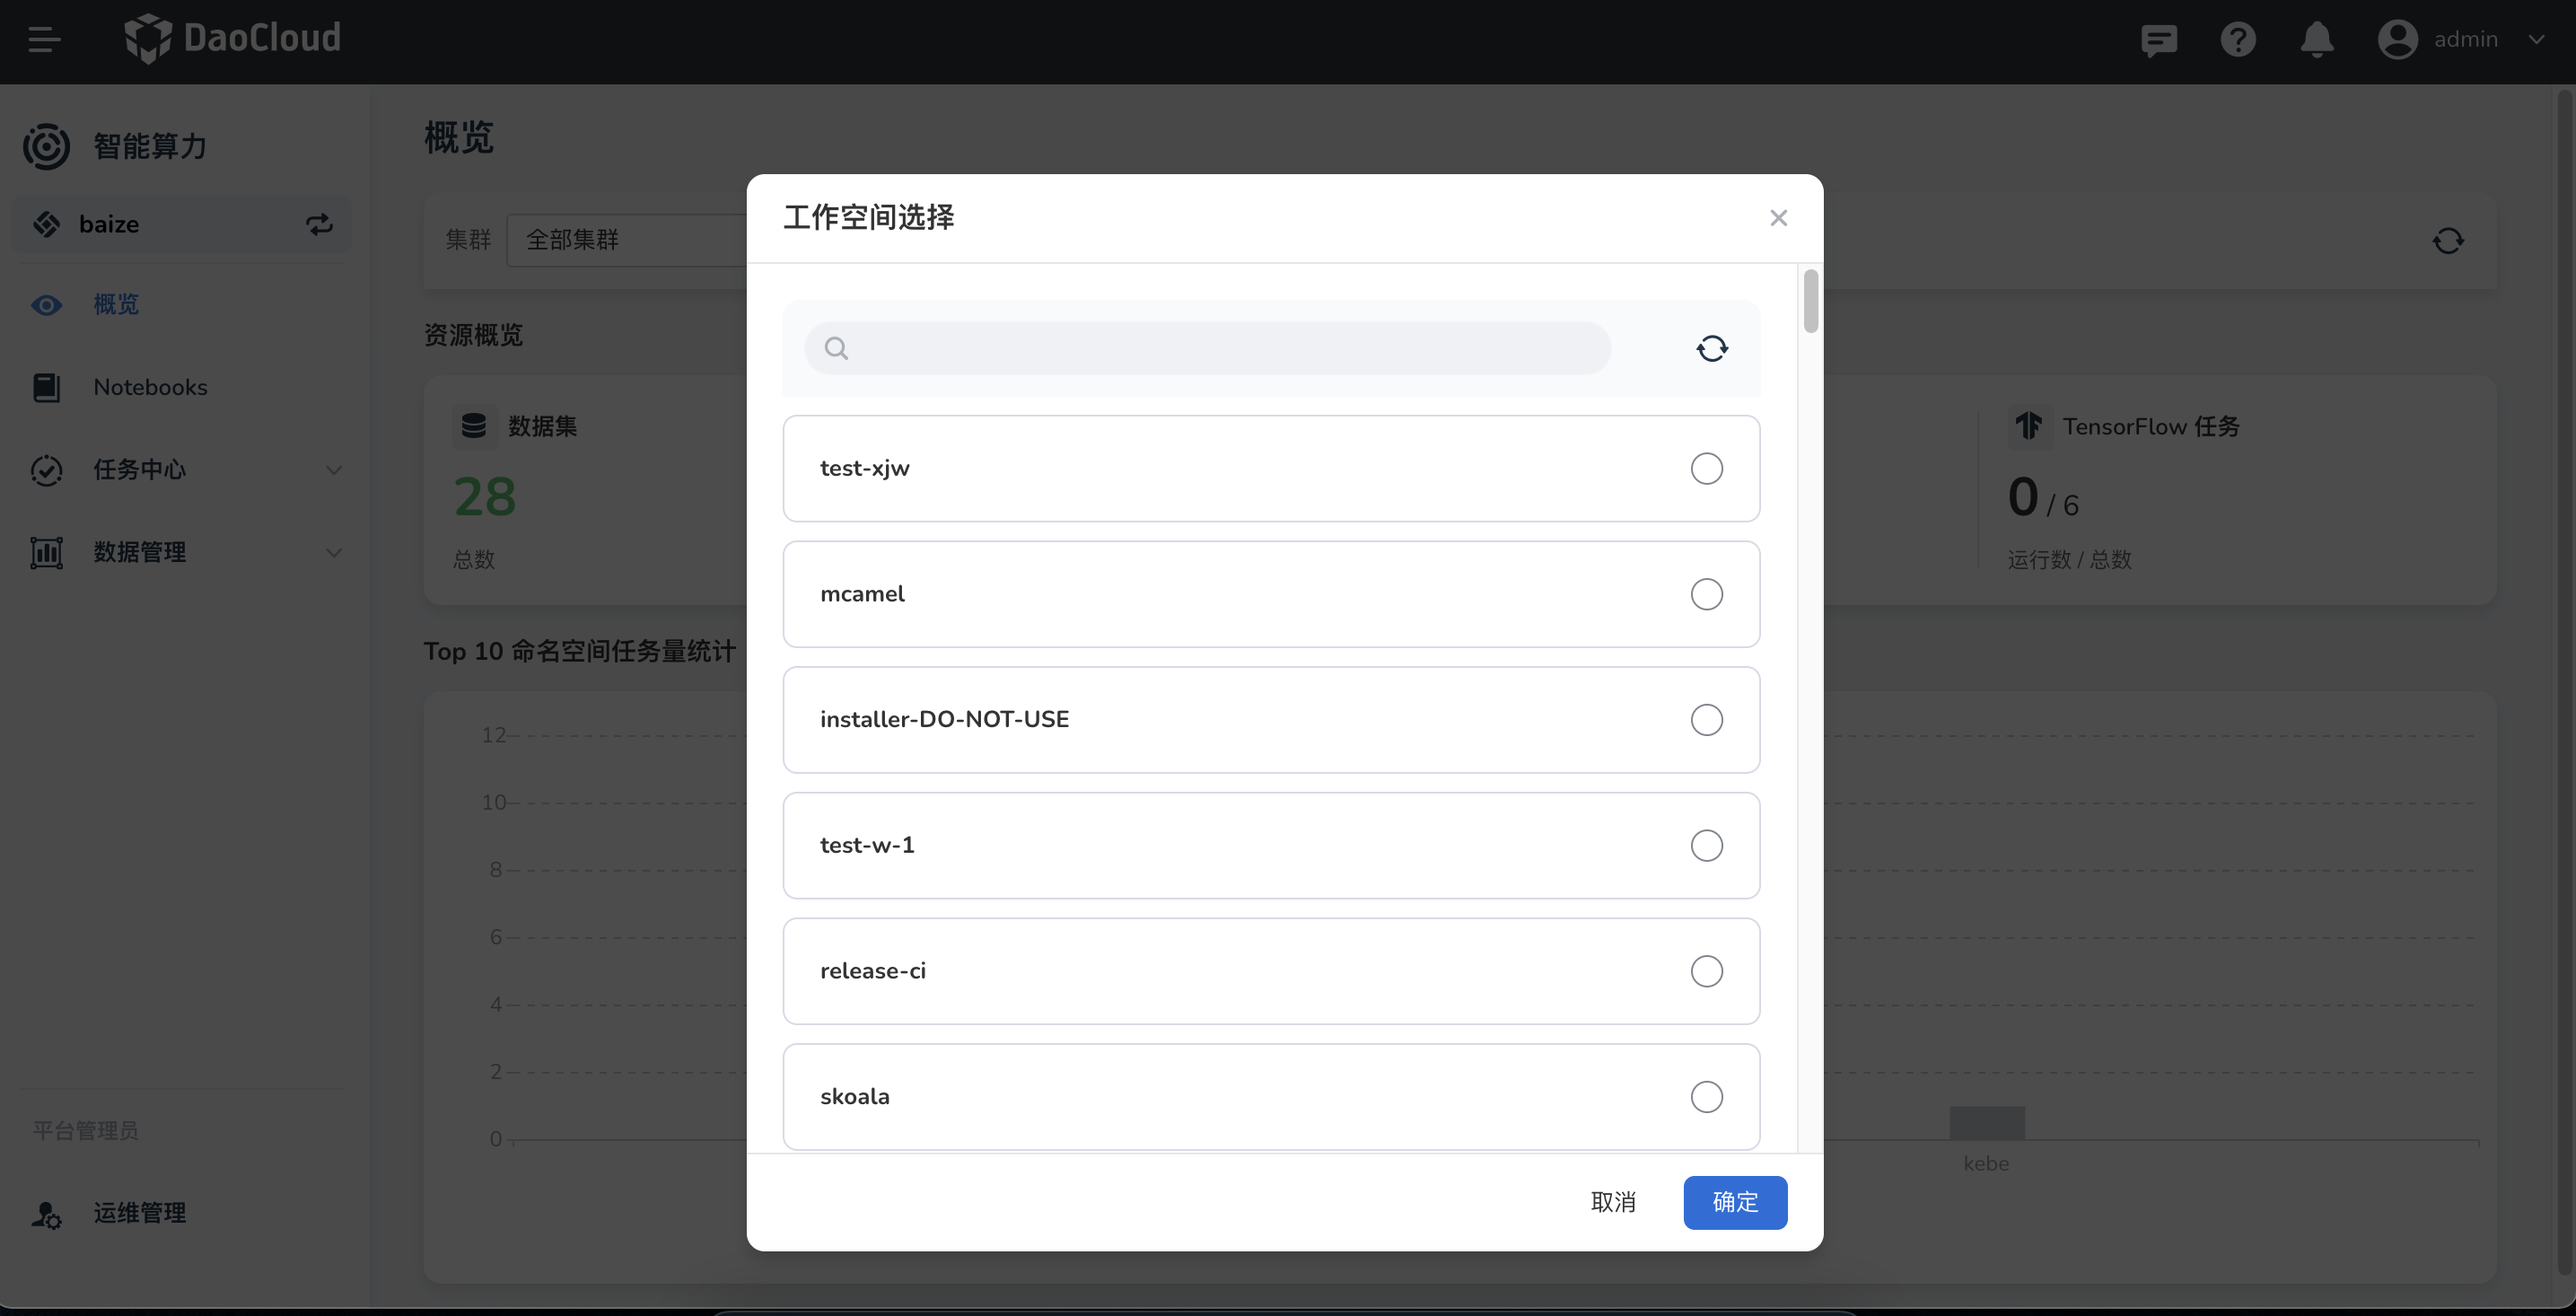 DaoCloud
admin
智能算力
baize
概览
Notebooks
任务中心
数据管理
平台管理员
运维管理
概览
集群 全部集群
资源概览
数据集
28
总数
TensorFlow 任务
0 / 6
运行数 / 总数
Top 10 命名空间任务量统计
12
10
8
6
4
2
0
kebe
工作空间选择
test-xjw
mcamel
installer-DO-NOT-USE
test-w-1
release-ci
skoala
取消 确定